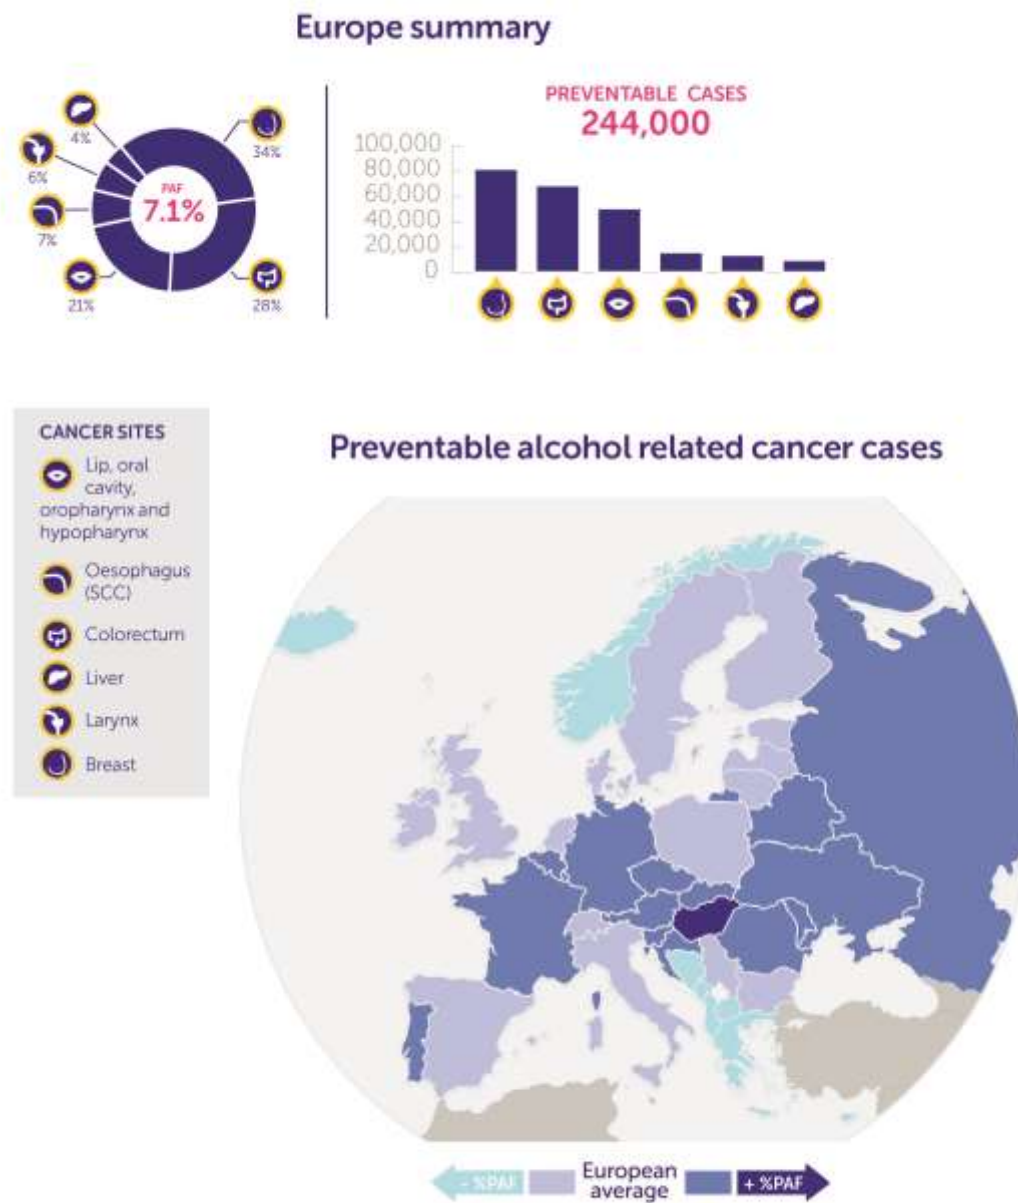 Europe summary
4%
6%
7%
21%
34%
28%
PAF
7.1%
PREVENTABLE CASES
244,000
100,000
80,000
60,000
40,000
20,000
0
CANCER SITES
Lip, oral
cavity,
oropharynx and
hypopharynx
Oesophagus
(SCC)
Colorectum
Liver
Larynx
Breast
Preventable alcohol related cancer cases
- %PAF
European
average
+ %PAF